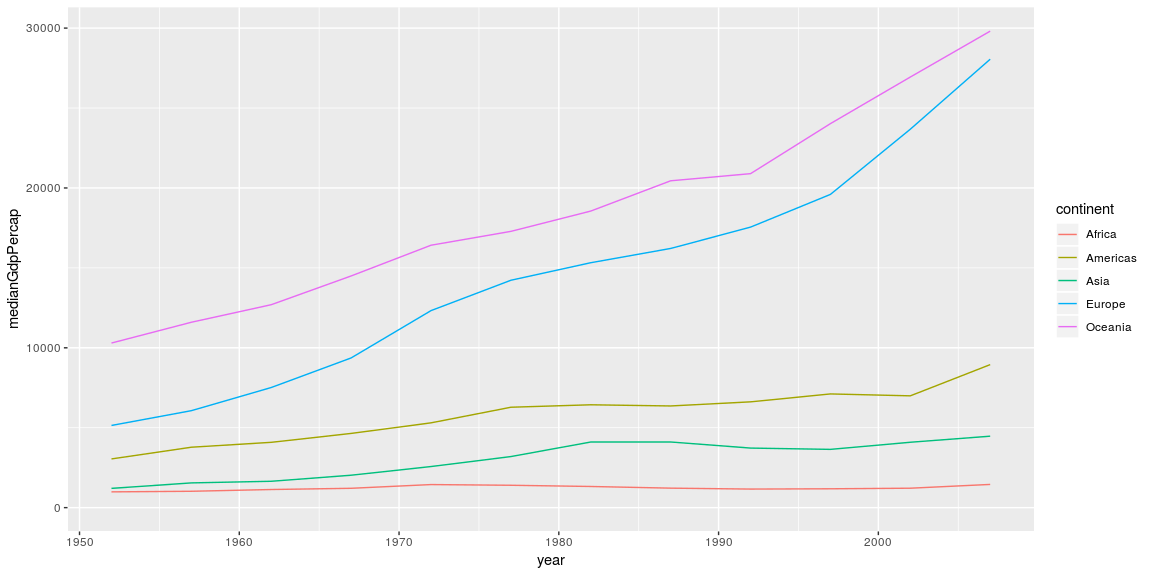 30000
20000
10000
0
medianGdpPercap
1950 1960 1970 1980 1990 2000
year
continent
Africa
Americas
Asia
Europe
Oceania